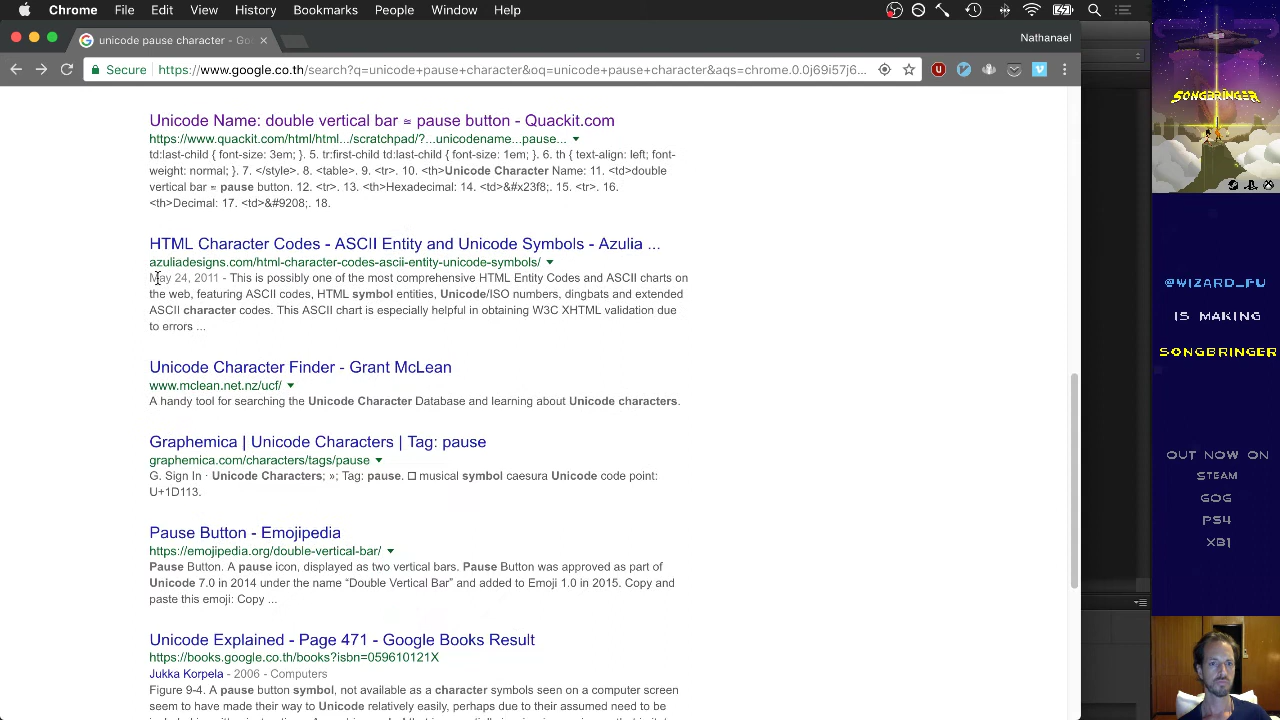 Chrome File Edit View History Bookmarks People Window Help
unicode pause character - Go
Nathanael
Secure https://www.google.co.th/search?q=unicode+pause+character&oq=unicode+pause+character&aqs=chrome.0.0j69i57j6...
Unicode Name: double vertical bar ≈ pause button - Quackit.com
https://www.quackit.com/html/html.../scratchpad/?...unicodename...pause...
td:last-child { font-size: 3em; }. 5. tr:first-child td:last-child { font-size: 1em; }. 6. th { text-align: left; font-
weight: normal; }. 7. </style>. 8. <table>. 9. <tr>. 10. <th>Unicode Character Name: 11. <td>double
vertical bar ≈ pause button. 12. <tr>. 13. <th>Hexadecimal: 14. <td>&#x23f8;. 15. <tr>. 16.
<th>Decimal: 17. <td>&#9208;. 18.
HTML Character Codes - ASCII Entity and Unicode Symbols - Azulia ...
azuliadesigns.com/html-character-codes-ascii-entity-unicode-symbols/
May 24, 2011 - This is possibly one of the most comprehensive HTML Entity Codes and ASCII charts on
the web, featuring ASCII codes, HTML symbol entities, Unicode/ISO numbers, dingbats and extended
ASCII character codes. This ASCII chart is especially helpful in obtaining W3C XHTML validation due
to errors ...
Unicode Character Finder - Grant McLean
www.mclean.net.nz/ucf/
A handy tool for searching the Unicode Character Database and learning about Unicode characters.
Graphemica | Unicode Characters | Tag: pause
graphemica.com/characters/tags/pause
G. Sign In · Unicode Characters; »; Tag: pause. □ musical symbol caesura Unicode code point:
U+1D113.
Pause Button - Emojipedia
https://emojipedia.org/double-vertical-bar/
Pause Button. A pause icon, displayed as two vertical bars. Pause Button was approved as part of
Unicode 7.0 in 2014 under the name “Double Vertical Bar” and added to Emoji 1.0 in 2015. Copy and
paste this emoji: Copy ...
Unicode Explained - Page 471 - Google Books Result
https://books.google.co.th/books?isbn=059610121X
Jukka Korpela - 2006 - Computers
Figure 9-4. A pause button symbol, not available as a character symbols seen on a computer screen
seem to have made their way to Unicode relatively easily, perhaps due to an assumed need to be
SONGBRINGER
@WIZARD_FU
IS MAKING
SONGBRINGER
OUT NOW ON
STEAM
GOG
PS4
XB1